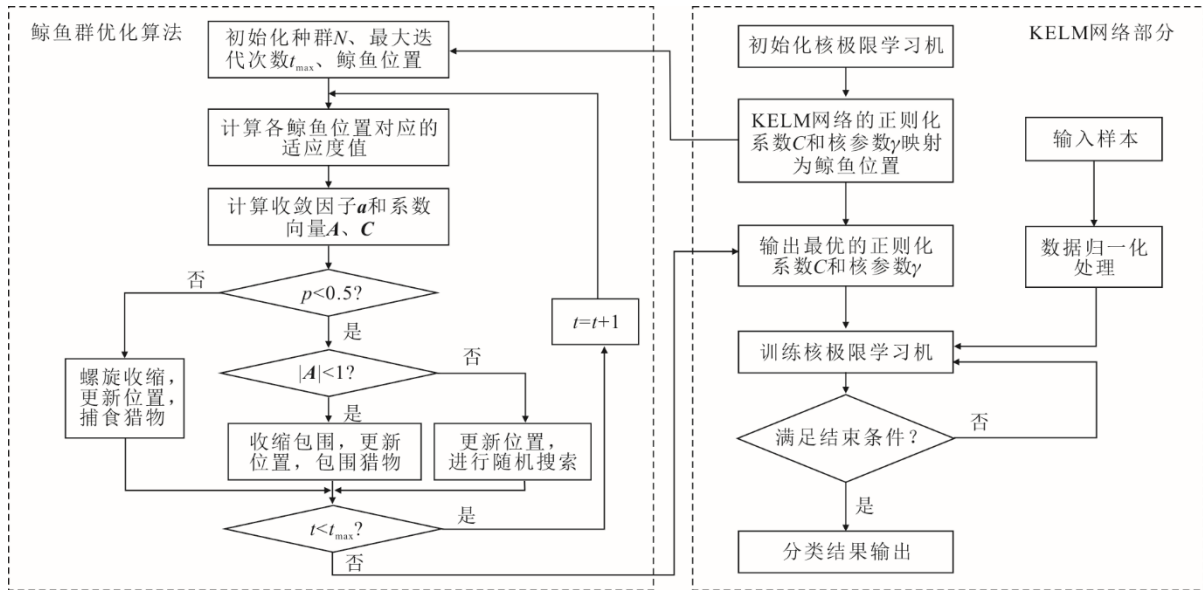 鲸鱼群优化算法
初始化种群N、最大迭
代次数tmax、鲸鱼位置
计算各鲸鱼位置对应的
适应度值
计算收敛因子a和系数
向量A、C
否
p<0.5?
是
螺旋收缩，
更新位置，
捕食猎物
|A|<1?
否
是
收缩包围，更新
位置，包围猎物
更新位置，
进行随机搜索
t=t+1
t<tmax?
是
否
KELM网络部分
初始化核极限学习机
KELM网络的正则化
系数C和核参数γ映射
为鲸鱼位置
输出最优的正则化
系数C和核参数γ
输入样本
数据归一化
处理
训练核极限学习机
满足结束条件？
否
是
分类结果输出